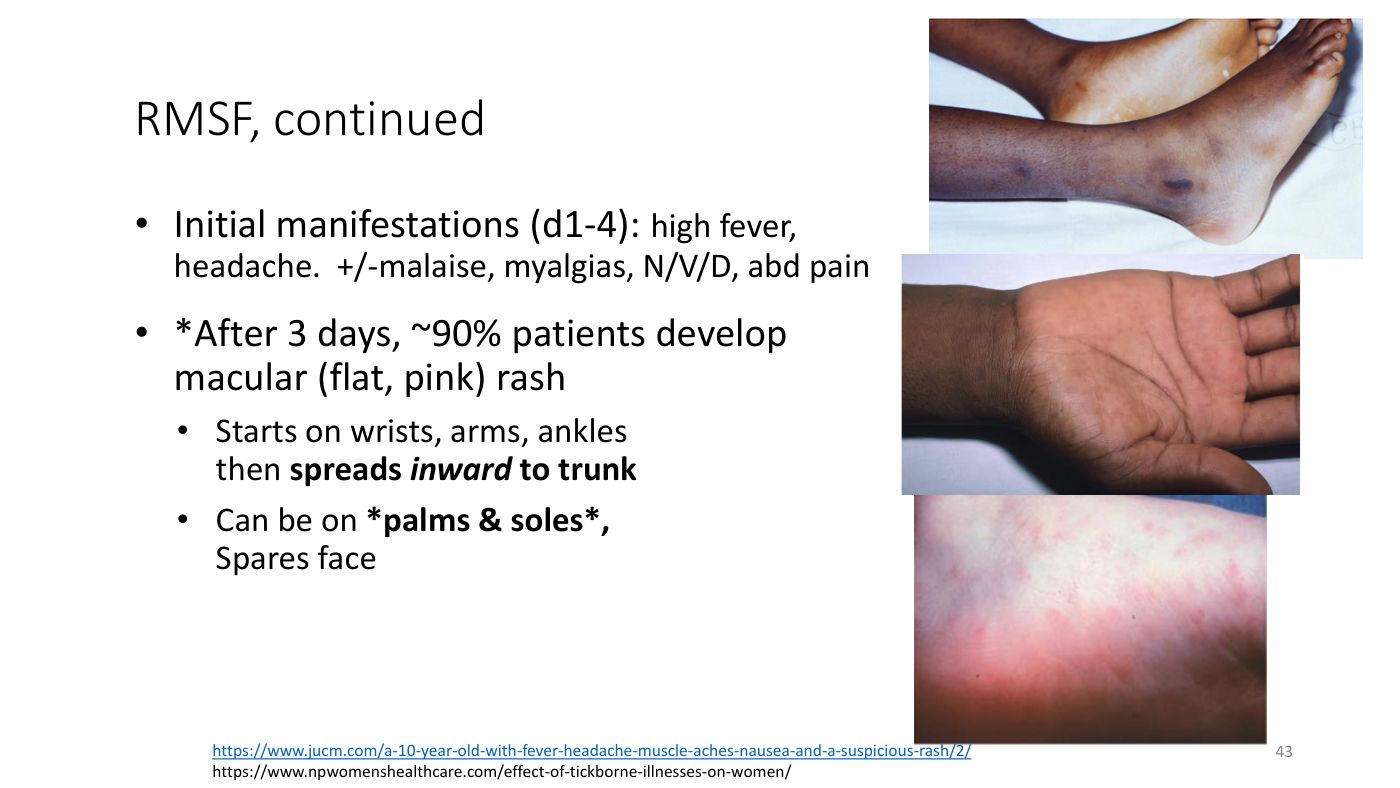 RMSF, continued
• Initial manifestations (d1-4): high fever,
headache.  +/-malaise, myalgias, N/V/D, abd pain
• *After 3 days, ~90% patients develop
macular (flat, pink) rash
• Starts on wrists, arms, ankles
then spreads inward to trunk
• Can be on *palms & soles*,
Spares face
https://www.jucm.com/a-10-year-old-with-fever-headache-muscle-aches-nausea-and-a-suspicious-rash/2/
https://www.npwomenshealthcare.com/effect-of-tickborne-illnesses-on-women/
43